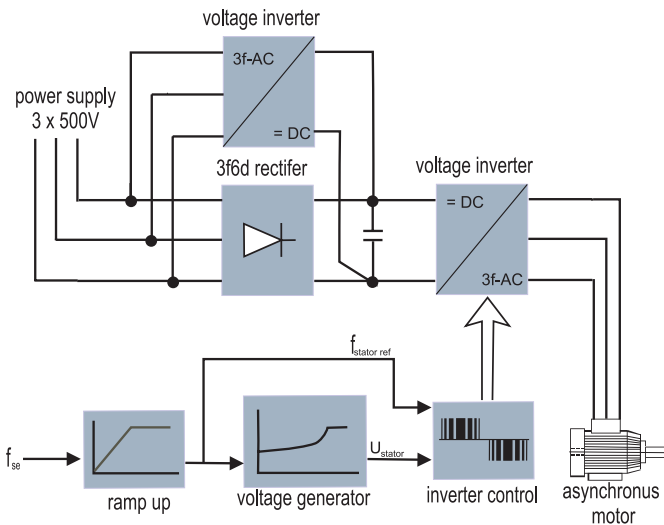 voltage inverter
3f-AC
= DC
power supply
3 x 500V
3f6d rectifer
voltage inverter
= DC
3f-AC
fstator ref
fse
Ustator
ramp up
voltage generator
inverter control
asynchronus
motor